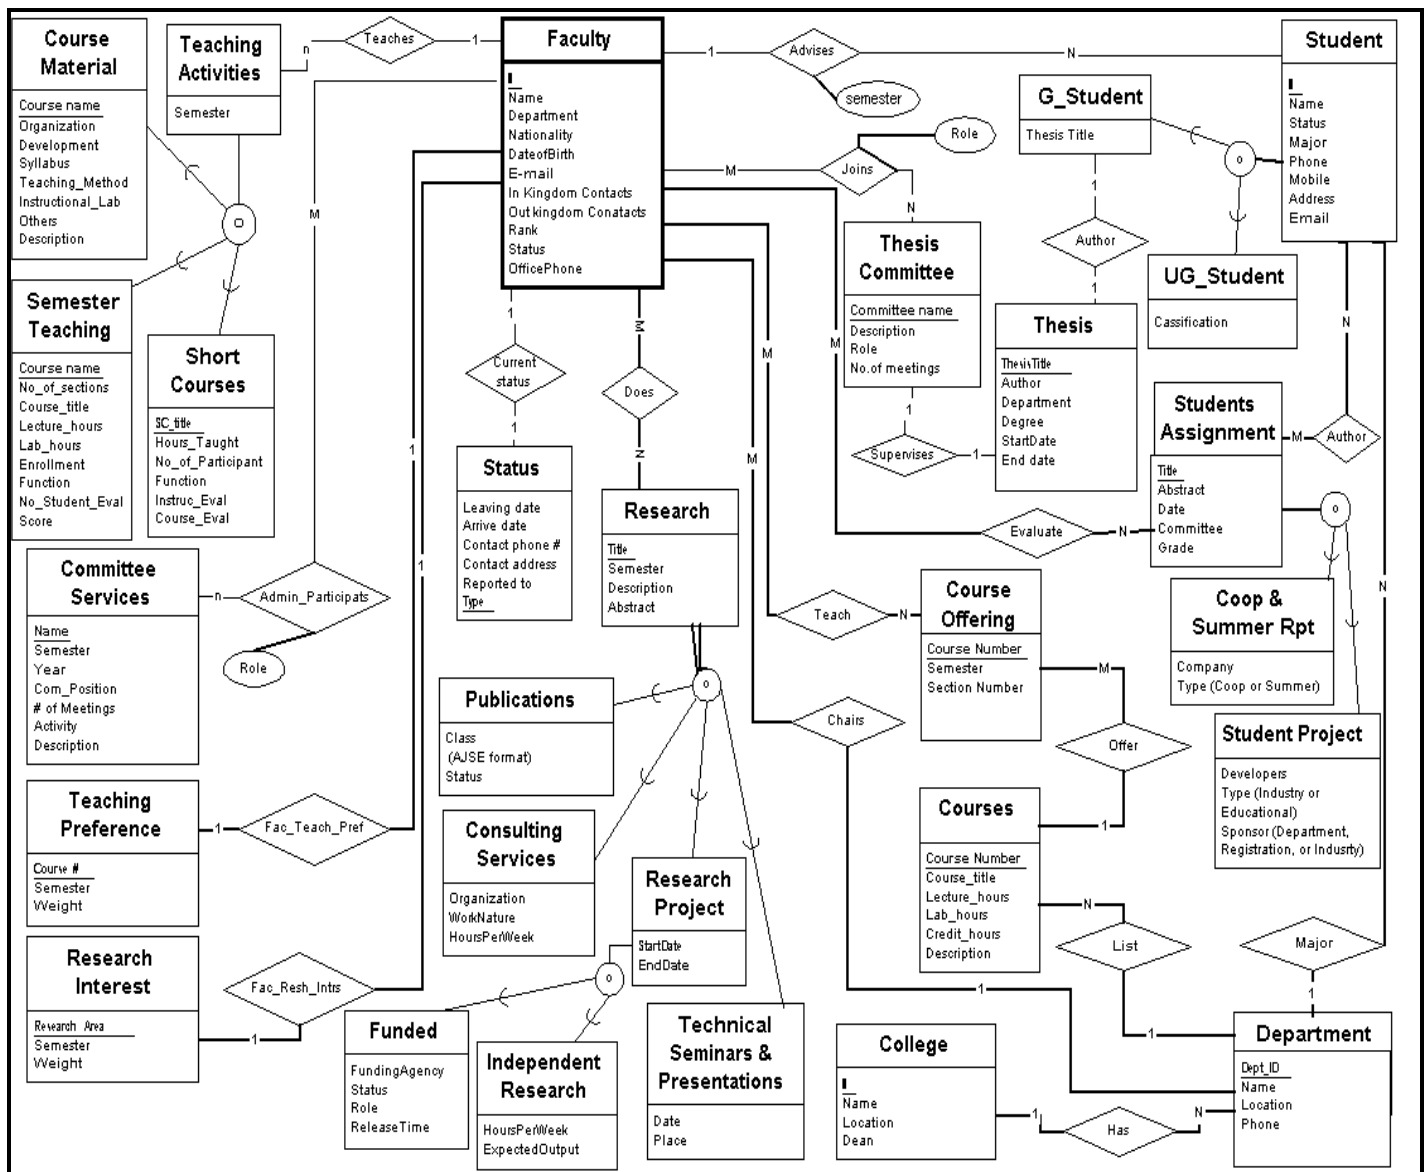 Course
Material
Course name
Organization
Development
Syllabus
Teaching_Method
Instructional_Lab
Others
Description
Teaching
Activities
Semester
n
Teaches
1
Faculty
Name
Department
Nationality
DateofBirth
E-mail
In Kingdom Contacts
Out kingdom Conatacts
Rank
Status
OfficePhone
1
Advises
N
semester
Student
Name
Status
Major
Phone
Mobile
Address
Email
G_Student
Thesis Title
Role
M
Joins
N
o
1
Author
1
UG_Student
Cassification
Thesis
Committee
Committee name
Description
Role
No.of meetings
1
Supervises
1
Thesis
ThesisTitle
Author
Department
Degree
StartDate
End date
M
o
Semester
Teaching
Course name
No_of_sections
Course_title
Lecture_hours
Lab_hours
Enrollment
Function
No_Student_Eval
Score
Short
Courses
SC_title
Hours_Taught
No_of_Participant
Function
Instruc_Eval
Course_Eval
1
Current
status
1
Status
Leaving date
Arrive date
Contact phone #
Contact address
Reported to
Type
M
Does
N
Research
Title
Semester
Description
Abstract
M
M
M
Evaluate
N
Students
Assignment
Title
Abstract
Date
Committee
Grade
N
M
Author
o
N
Coop &
Summer Rpt
Company
Type (Coop or Summer)
Student Project
Developers
Type (Industry or
Educational)
Sponsor (Department,
Registration, or Indusrty)
Committee
Services
Name
Semester
Year
Com_Position
# of Meetings
Activity
Description
n
Admin_Participats
Role
1
1
Teach
N
Course
Offering
Course Number
Semester
Section Number
M
Offer
1
Chairs
Courses
Course Number
Course_title
Lecture_hours
Lab_hours
Credit_hours
Description
N
List
1
Major
1
1
Publications
Class
(AJSE format)
Status
o
Consulting
Services
Organization
WorkNature
HoursPerWeek
Research
Project
StartDate
EndDate
o
Teaching
Preference
Course #
Semester
Weight
1
Fac_Teach_Pref
Research
Interest
Research Area
Semester
Weight
1
Fac_Resh_Intrs
Funded
FundingAgency
Status
Role
ReleaseTime
Independent
Research
HoursPerWeek
ExpectedOutput
Technical
Seminars &
Presentations
Date
Place
College
Name
Location
Dean
1
Has
N
Department
Dept_ID
Name
Location
Phone